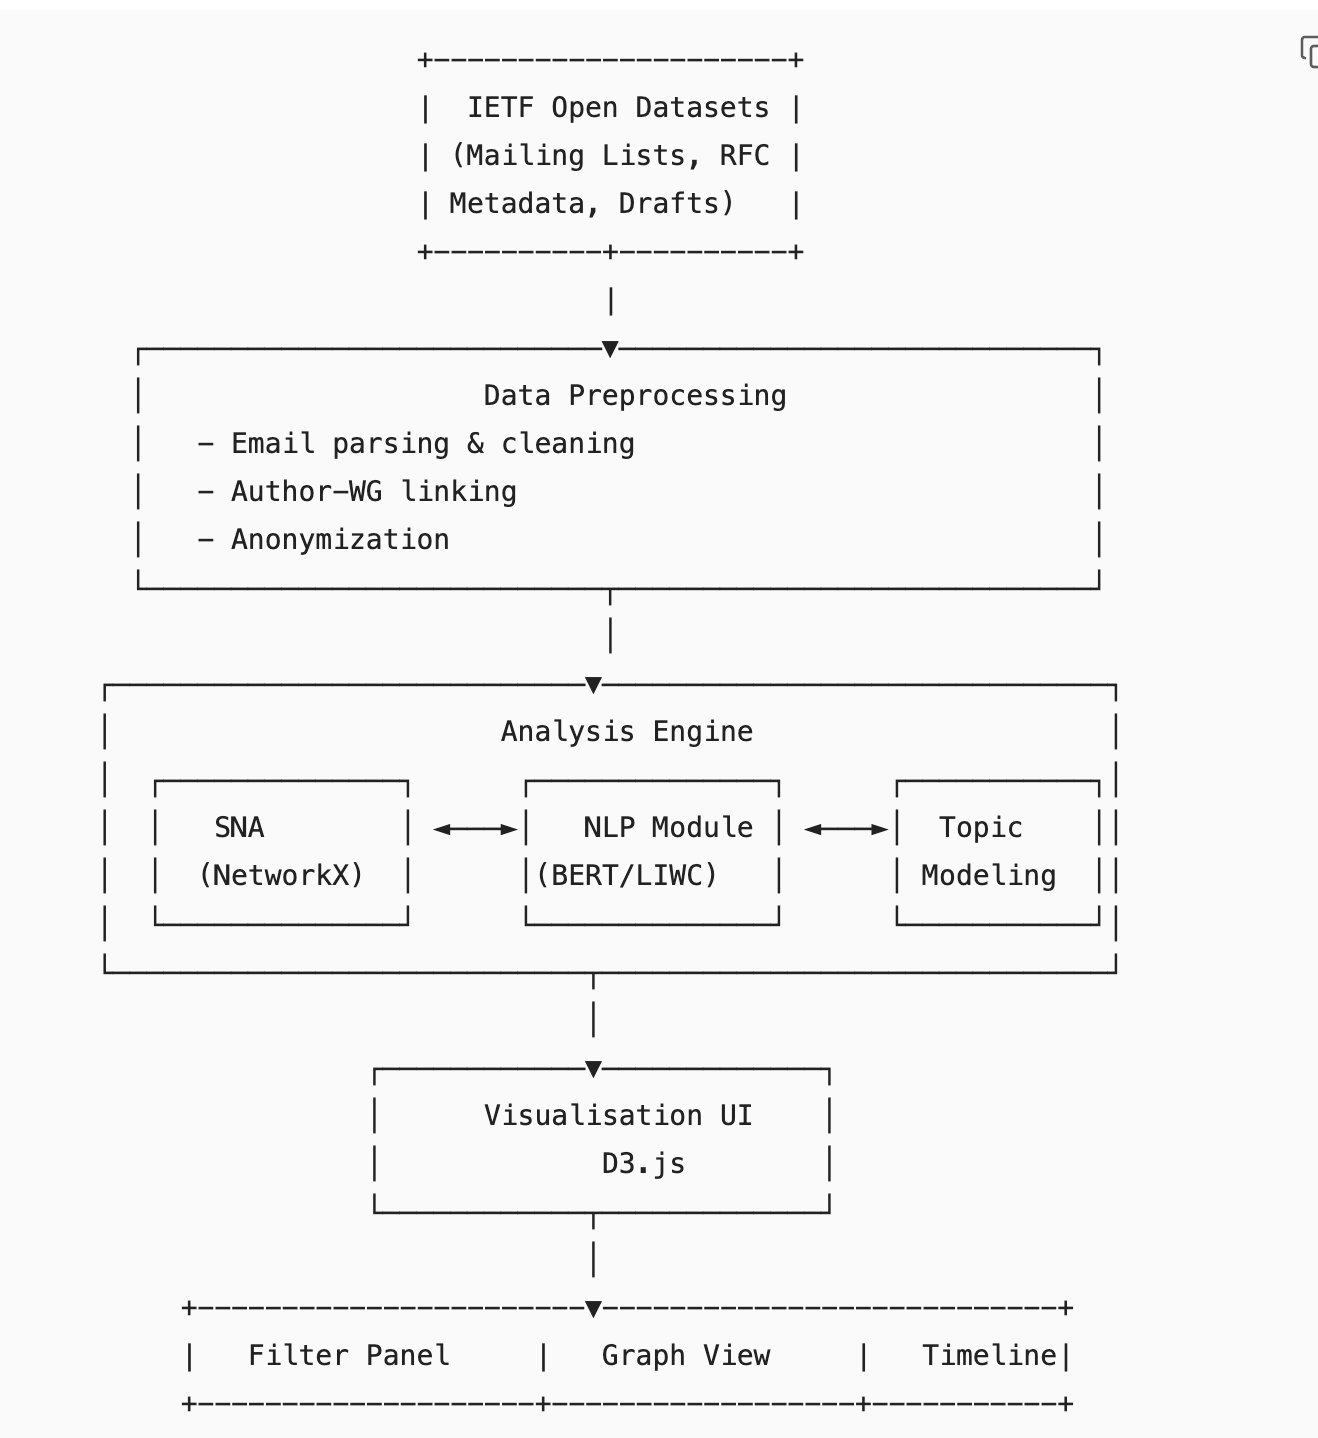 IETF Open Datasets
(Mailing Lists, RFC
Metadata, Drafts)
Data Preprocessing
- Email parsing & cleaning
- Author-WG linking
- Anonymization
Analysis Engine
SNA NLP Module Topic
(NetworkX) (BERT/LIWC) Modeling
Visualisation UI
D3.js
Filter Panel | Graph View | Timeline